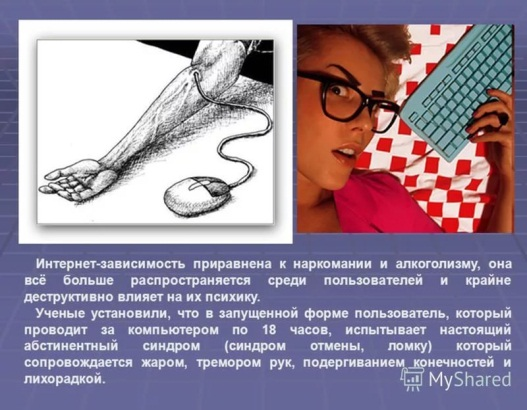 Интернет-зависимость приравнена к наркомании и алкоголизму, она
всё больше распространяется среди пользователей и крайне
деструктивно влияет на их психику.
Ученые установили, что в запущенной форме пользователь, который
проводит за компьютером по 18 часов, испытывает настоящий
абстинентный синдром (синдром отмены, ломку) который
сопровождается жаром, тремором рук, подергиванием конечностей и
лихорадкой.
MyShared